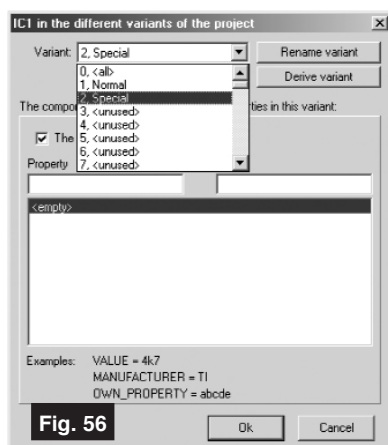 IC1 in the different variants of the project
Variant: 2, Special
Rename variant
0, <all>
1, Normal
2, Special
3, <unused>
4, <unused>
5, <unused>
6, <unused>
7, <unused>
Derive variant
The compo
ties in this variant:
The
Property
<empty>
Examples: VALUE = 4k7
MANUFACTURER = TI
OWN_PROPERTY = abcde
Fig. 56
Ok
Cancel